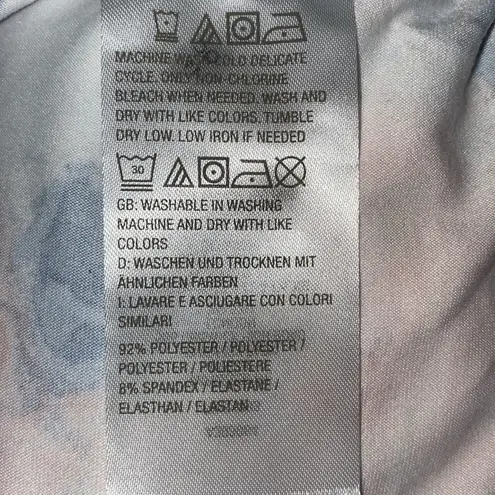 MACHINE WASH COLD DELICATE
CYCLE. ONLY NON-CHLORINE
BLEACH WHEN NEEDED. WASH AND
DRY WITH LIKE COLORS. TUMBLE
DRY LOW. LOW IRON IF NEEDED
30
GB: WASHABLE IN WASHING
MACHINE AND DRY WITH LIKE
COLORS
D: WASCHEN UND TROCKNEN MIT
ÄHNLICHEN FARBEN
I: LAVARE E ASCIUGARE CON COLORI
SIMILARI
92% POLYESTER / POLYESTER /
POLYESTER / POLIESTERE
8% SPANDEX / ELASTANE /
ELASTHAN / ELASTAN